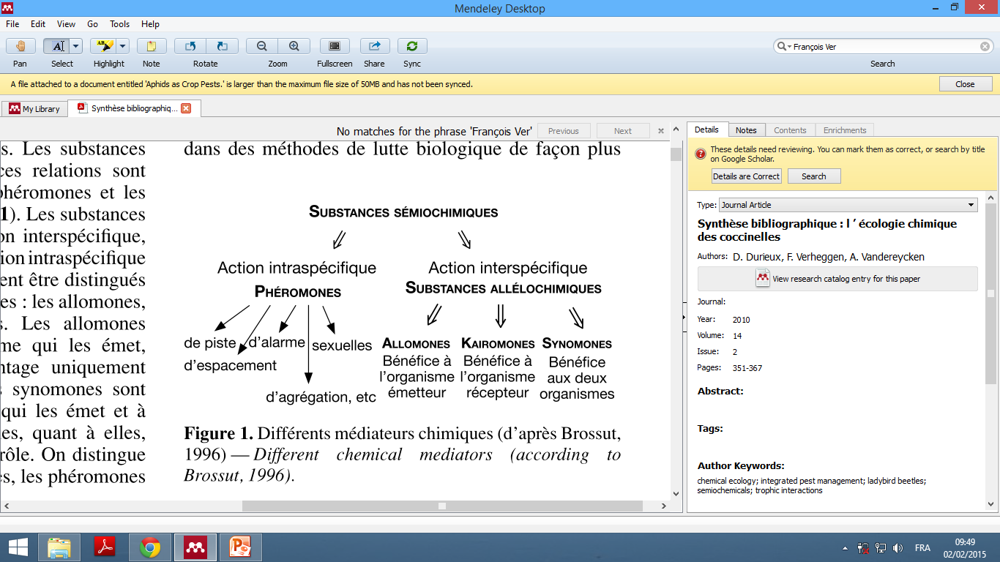 Mendeley Desktop
File Edit View Go Tools Help
Pan Select Highlight Note Rotate Zoom Fullscreen Share Sync
François Ver
Search
A file attached to a document entitled 'Aphids as Crop Pests.' is larger than the maximum file size of 50MB and has not been synced.
Close
My Library
Synthèse bibliographiq...
No matches for the phrase 'François Ver'
Previous
Next
s. Les substances
ces relations sont
phéromones et les
1). Les substances
on interspécifique,
ion intraspécifique
ent être distingués
es : les allomones,
s. Les allomones
me qui les émet,
ntage uniquement
s synomones sont
qui les émet et à
es, quant à elles,
rôle. On distingue
es, les phéromones
dans des méthodes de lutte biologique de façon plus
SUBSTANCES SÉMIOCHIMIQUES
Action intraspécifique
PHÉROMONES
de piste
d'alarme
sexuelles
d'espacement
d'agrégation, etc
Action interspécifique
SUBSTANCES ALLÉLOCHIMIQUES
ALLOMONES
Bénéfice à
l'organisme
émetteur
KAIROMONES
Bénéfice à
l'organisme
récepteur
SYNOMONES
Bénéfice
aux deux
organismes
Figure 1. Différents médiateurs chimiques (d'après Brossut,
1996) — Different chemical mediators (according to
Brossut, 1996).
Details Notes Contents Enrichments
These details need reviewing. You can mark them as correct, or search by title
on Google Scholar.
Details are Correct
Search
Type: Journal Article
Synthèse bibliographique : l ' écologie chimique
des coccinelles
Authors: D. Durieux, F. Verheggen, A. Vandereycken
View research catalog entry for this paper
Journal:
Year: 2010
Volume: 14
Issue: 2
Pages: 351-367
Abstract:
Tags:
Author Keywords:
chemical ecology; integrated pest management; ladybird beetles;
semiochemicals; trophic interactions
FRA
09:49
02/02/2015